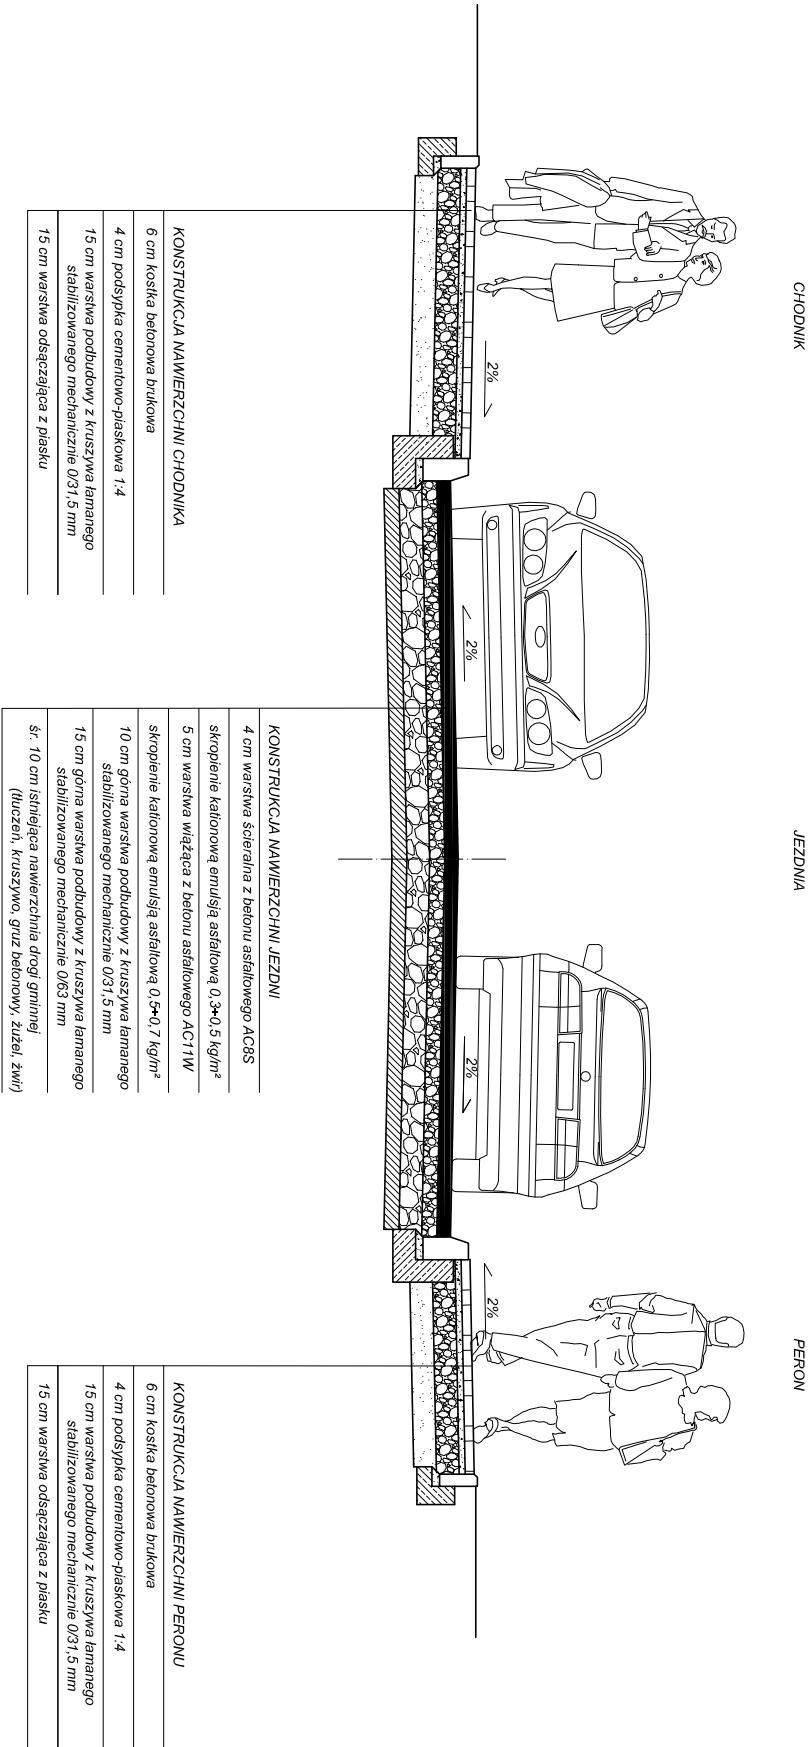 CHODNIK
JEZDNIA
PERON
2%
2%
2%
2%
KONSTRUKCJA NAWIERZCHNI CHODNIKA
6 cm kostka betonowa brukowa
4 cm podsypka cementowo-piaskowa 1:4
15 cm warstwa podbudowy z kruszywa łamanego
stabilizowanego mechanicznie 0/31,5 mm
15 cm warstwa odsączająca z piasku
KONSTRUKCJA NAWIERZCHNI JEZDNI
4 cm warstwa ścieralna z betonu asfaltowego AC8S
skropienie kationową emulsją asfaltową 0,3÷0,5 kg/m²
5 cm warstwa wiążąca z betonu asfaltowego AC11W
skropienie kationową emulsją asfaltową 0,5÷0,7 kg/m²
10 cm górna warstwa podbudowy z kruszywa łamanego
stabilizowanego mechanicznie 0/31,5 mm
15 cm górna warstwa podbudowy z kruszywa łamanego
stabilizowanego mechanicznie 0/63 mm
śr. 10 cm istniejąca nawierzchnia drogi gminnej
(tłuczeń, kruszywo, gruz betonowy, żużel, żwir)
KONSTRUKCJA NAWIERZCHNI PERONU
6 cm kostka betonowa brukowa
4 cm podsypka cementowo-piaskowa 1:4
15 cm warstwa podbudowy z kruszywa łamanego
stabilizowanego mechanicznie 0/31,5 mm
15 cm warstwa odsączająca z piasku